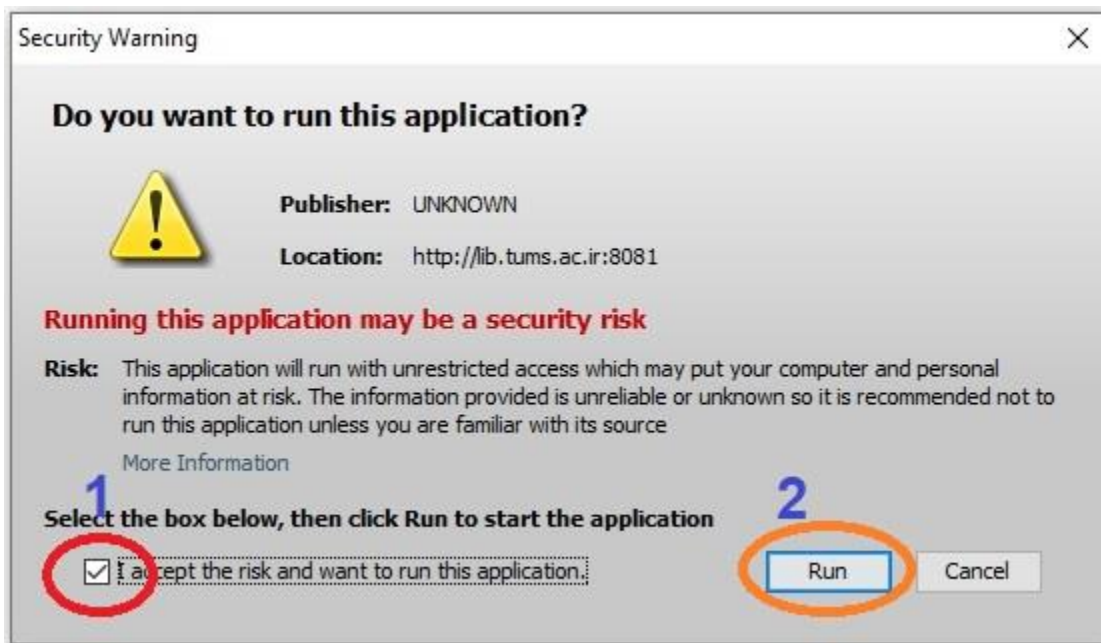 Security Warning
Do you want to run this application?
Publisher: UNKNOWN
Location: http://lib.tums.ac.ir:8081
Running this application may be a security risk
Risk: This application will run with unrestricted access which may put your computer and personal
information at risk. The information provided is unreliable or unknown so it is recommended not to
run this application unless you are familiar with its source
More Information
1
2
Select the box below, then click Run to start the application
I accept the risk and want to run this application.
Run Cancel